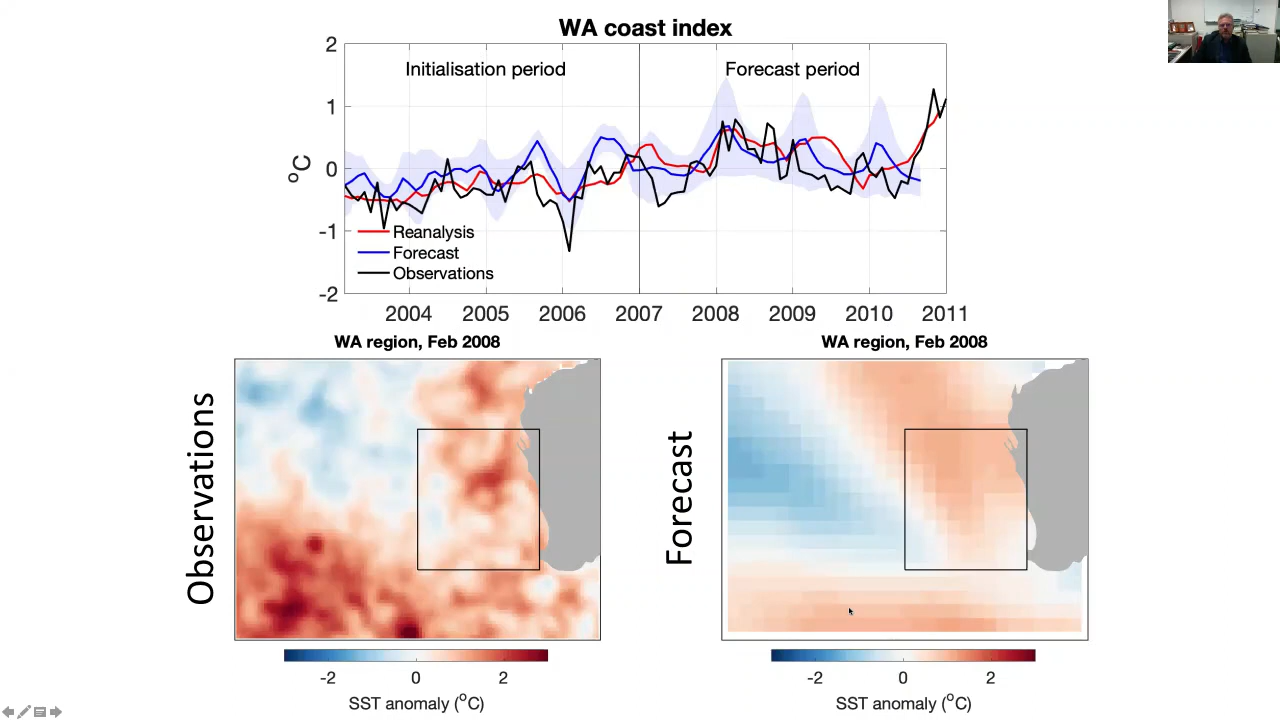 WA coast index
Initialisation period
Forecast period
2
1
0
-1
-2
°C
Reanalysis
Forecast
Observations
2004 2005 2006 2007 2008 2009 2010 2011
WA region, Feb 2008
WA region, Feb 2008
Observations
Forecast
-2 0 2
-2 0 2
SST anomaly (°C)
SST anomaly (°C)